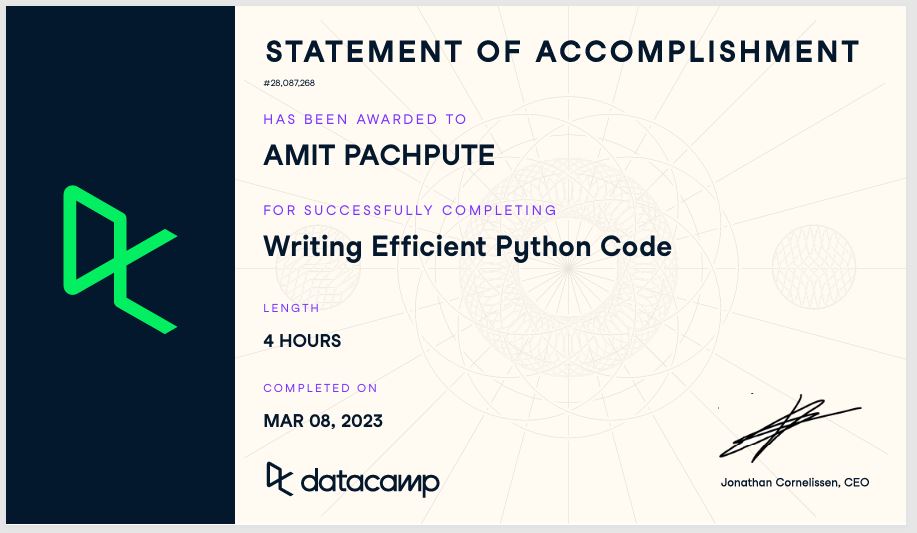 STATEMENT OF ACCOMPLISHMENT
#28,087,268
HAS BEEN AWARDED TO
AMIT PACHPUTE
FOR SUCCESSFULLY COMPLETING
Writing Efficient Python Code
LENGTH
4 HOURS
COMPLETED ON
MAR 08, 2023
datacamp
Jonathan Cornelissen, CEO